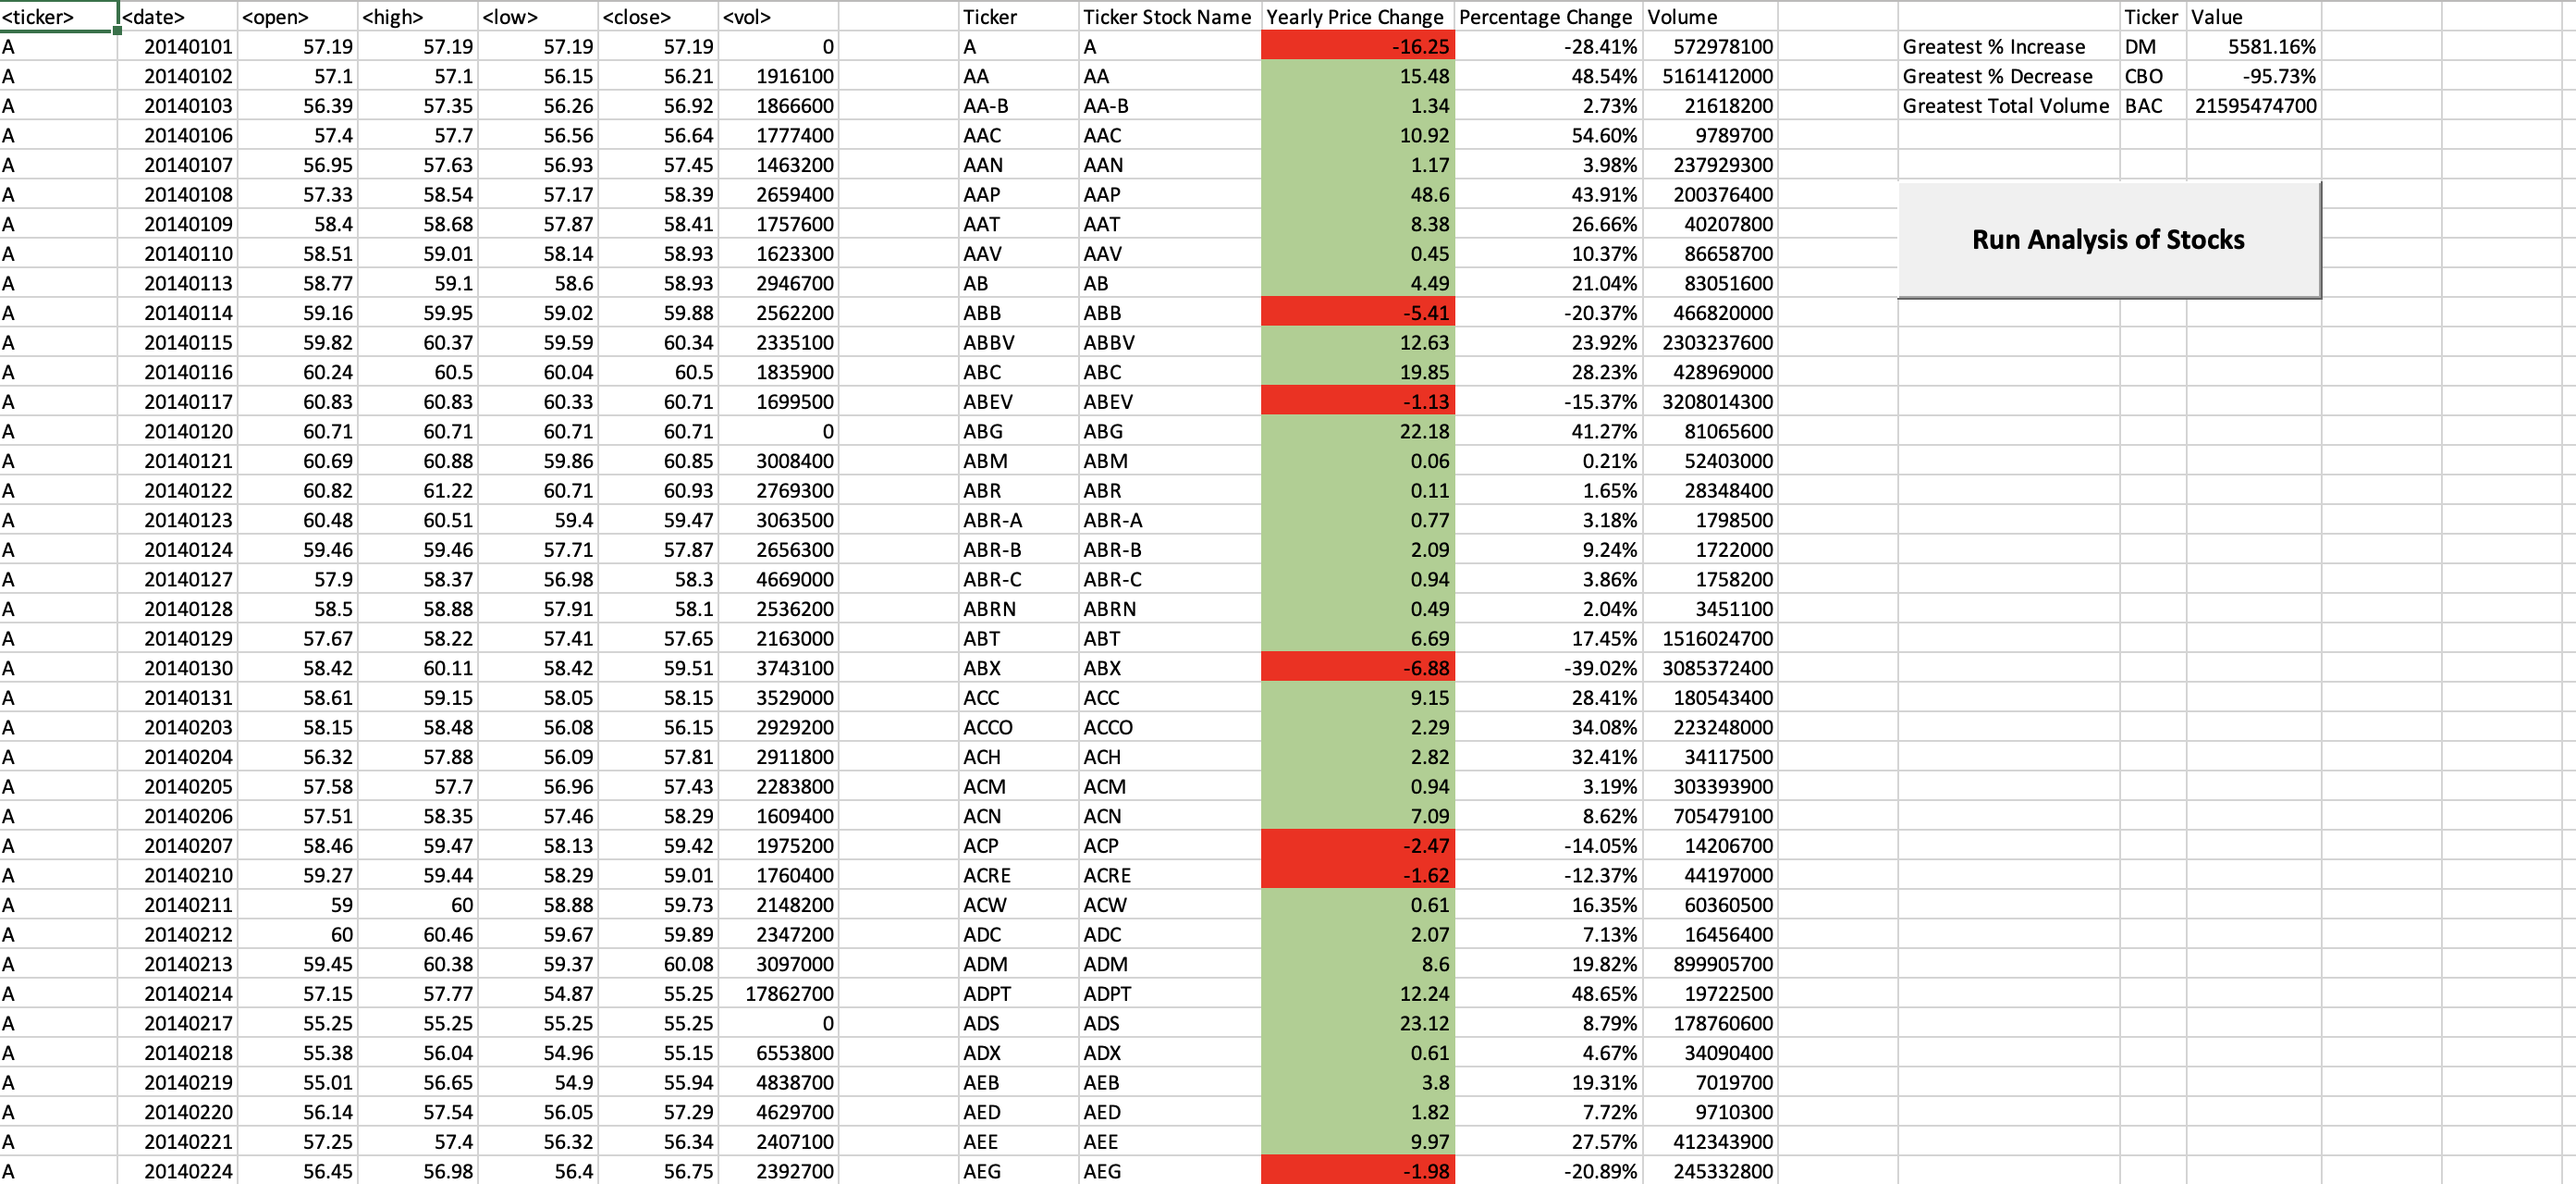 <ticker> <date> <open> <high> <low> <close> <vol> Ticker Ticker Stock Name Yearly Price Change Percentage Change Volume Ticker Value
A 20140101 57.19 57.19 57.19 57.19 0 A A -16.25 -28.41% 572978100 Greatest % Increase DM 5581.16%
A 20140102 57.1 57.1 56.15 56.21 1916100 AA AA 15.48 48.54% 5161412000 Greatest % Decrease CBO -95.73%
A 20140103 56.39 57.35 56.26 56.92 1866600 AA-B AA-B 1.34 2.73% 21618200 Greatest Total Volume BAC 21595474700
A 20140106 57.4 57.7 56.56 56.64 1777400 AAC AAC 10.92 54.60% 9789700
A 20140107 56.95 57.63 56.93 57.45 1463200 AAN AAN 1.17 3.98% 237929300
A 20140108 57.33 58.54 57.17 58.39 2659400 AAP AAP 48.6 43.91% 200376400
A 20140109 58.4 58.68 57.87 58.41 1757600 AAT AAT 8.38 26.66% 40207800
Run Analysis of Stocks
A 20140110 58.51 59.01 58.14 58.93 1623300 AAV AAV 0.45 10.37% 86658700
A 20140113 58.77 59.1 58.6 58.93 2946700 AB AB 4.49 21.04% 83051600
A 20140114 59.16 59.95 59.02 59.88 2562200 ABB ABB -5.41 -20.37% 466820000
A 20140115 59.82 60.37 59.59 60.34 2335100 ABBV ABBV 12.63 23.92% 2303237600
A 20140116 60.24 60.5 60.04 60.5 1835900 ABC ABC 19.85 28.23% 428969000
A 20140117 60.83 60.83 60.33 60.71 1699500 ABEV ABEV -1.13 -15.37% 3208014300
A 20140120 60.71 60.71 60.71 60.71 0 ABG ABG 22.18 41.27% 81065600
A 20140121 60.69 60.88 59.86 60.85 3008400 ABM ABM 0.06 0.21% 52403000
A 20140122 60.82 61.22 60.71 60.93 2769300 ABR ABR 0.11 1.65% 28348400
A 20140123 60.48 60.51 59.4 59.47 3063500 ABR-A ABR-A 0.77 3.18% 1798500
A 20140124 59.46 59.46 57.71 57.87 2656300 ABR-B ABR-B 2.09 9.24% 1722000
A 20140127 57.9 58.37 56.98 58.3 4669000 ABR-C ABR-C 0.94 3.86% 1758200
A 20140128 58.5 58.88 57.91 58.1 2536200 ABRN ABRN 0.49 2.04% 3451100
A 20140129 57.67 58.22 57.41 57.65 2163000 ABT ABT 6.69 17.45% 1516024700
A 20140130 58.42 60.11 58.42 59.51 3743100 ABX ABX -6.88 -39.02% 3085372400
A 20140131 58.61 59.15 58.05 58.15 3529000 ACC ACC 9.15 28.41% 180543400
A 20140203 58.15 58.48 56.08 56.15 2929200 ACCO ACCO 2.29 34.08% 223248000
A 20140204 56.32 57.88 56.09 57.81 2911800 ACH ACH 2.82 32.41% 34117500
A 20140205 57.58 57.7 56.96 57.43 2283800 ACM ACM 0.94 3.19% 303393900
A 20140206 57.51 58.35 57.46 58.29 1609400 ACN ACN 7.09 8.62% 705479100
A 20140207 58.46 59.47 58.13 59.42 1975200 ACP ACP -2.47 -14.05% 14206700
A 20140210 59.27 59.44 58.29 59.01 1760400 ACRE ACRE -1.62 -12.37% 44197000
A 20140211 59 60 58.88 59.73 2148200 ACW ACW 0.61 16.35% 60360500
A 20140212 60 60.46 59.67 59.89 2347200 ADC ADC 2.07 7.13% 16456400
A 20140213 59.45 60.38 59.37 60.08 3097000 ADM ADM 8.6 19.82% 899905700
A 20140214 57.15 57.77 54.87 55.25 17862700 ADPT ADPT 12.24 48.65% 19722500
A 20140217 55.25 55.25 55.25 55.25 0 ADS ADS 23.12 8.79% 178760600
A 20140218 55.38 56.04 54.96 55.15 6553800 ADX ADX 0.61 4.67% 34090400
A 20140219 55.01 56.65 54.9 55.94 4838700 AEB AEB 3.8 19.31% 7019700
A 20140220 56.14 57.54 56.05 57.29 4629700 AED AED 1.82 7.72% 9710300
A 20140221 57.25 57.4 56.32 56.34 2407100 AEE AEE 9.97 27.57% 412343900
A 20140224 56.45 56.98 56.4 56.75 2392700 AEG AEG -1.98 -20.89% 245332800